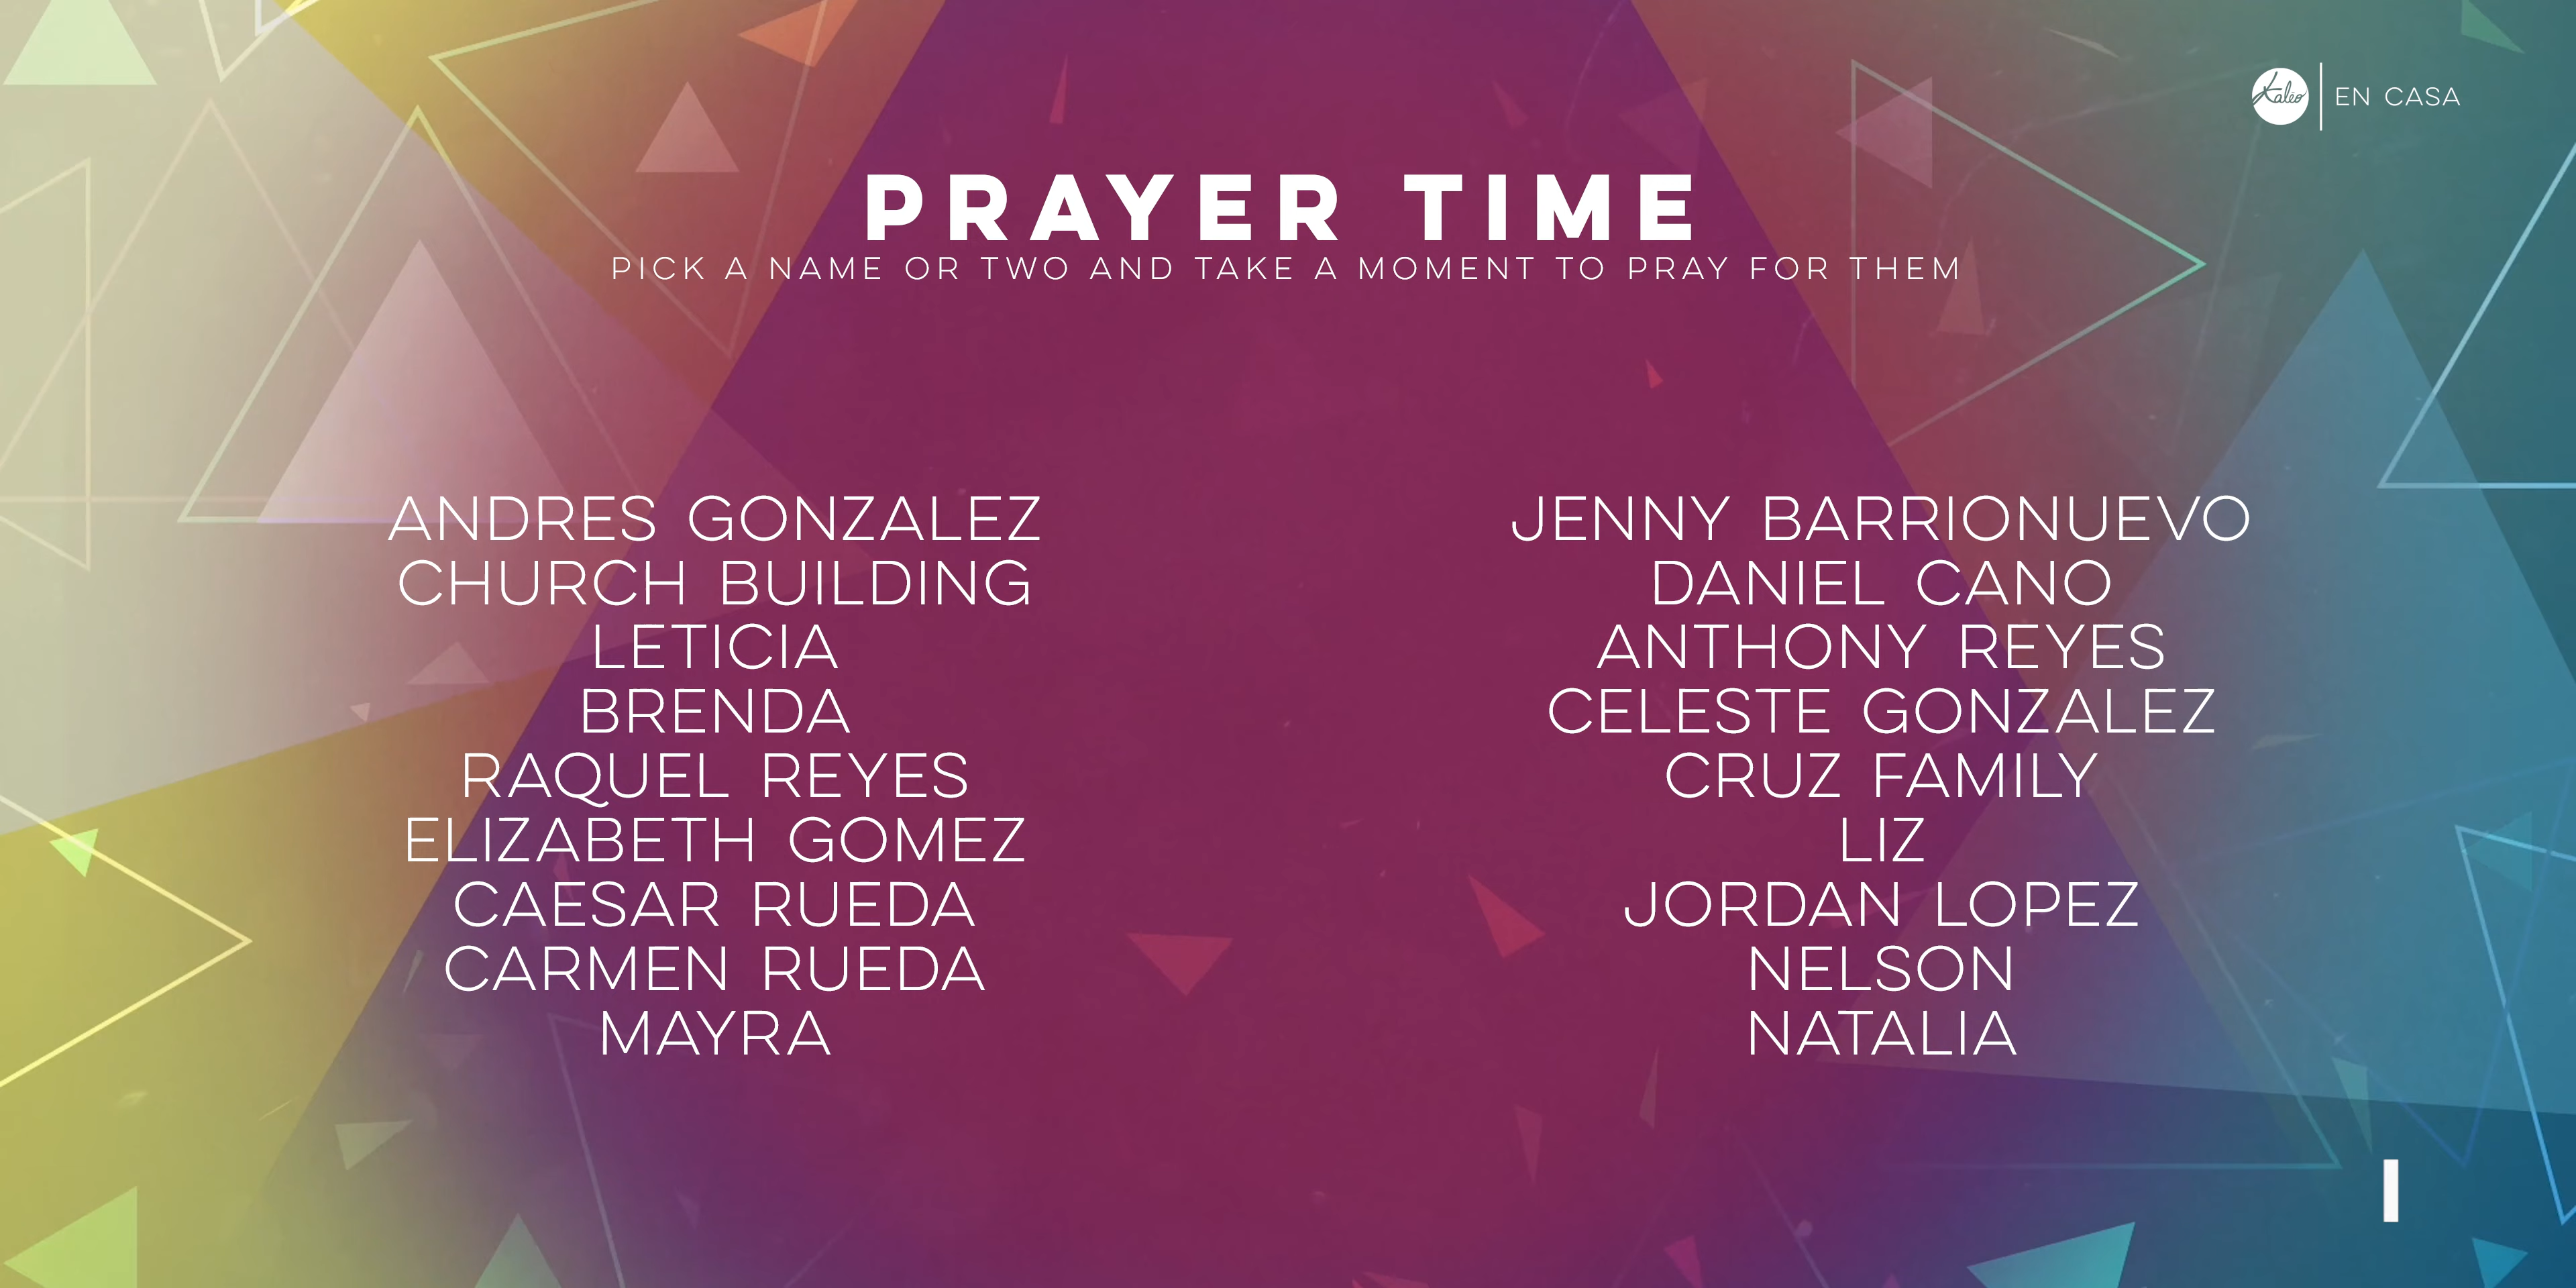 Kaleo
EN CASA
PRAYER TIME
PICK A NAME OR TWO AND TAKE A MOMENT TO PRAY FOR THEM
ANDRES GONZALEZ
CHURCH BUILDING
LETICIA
BRENDA
RAQUEL REYES
ELIZABETH GOMEZ
CAESAR RUEDA
CARMEN RUEDA
MAYRA
JENNY BARRIONUEVO
DANIEL CANO
ANTHONY REYES
CELESTE GONZALEZ
CRUZ FAMILY
LIZ
JORDAN LOPEZ
NELSON
NATALIA
I